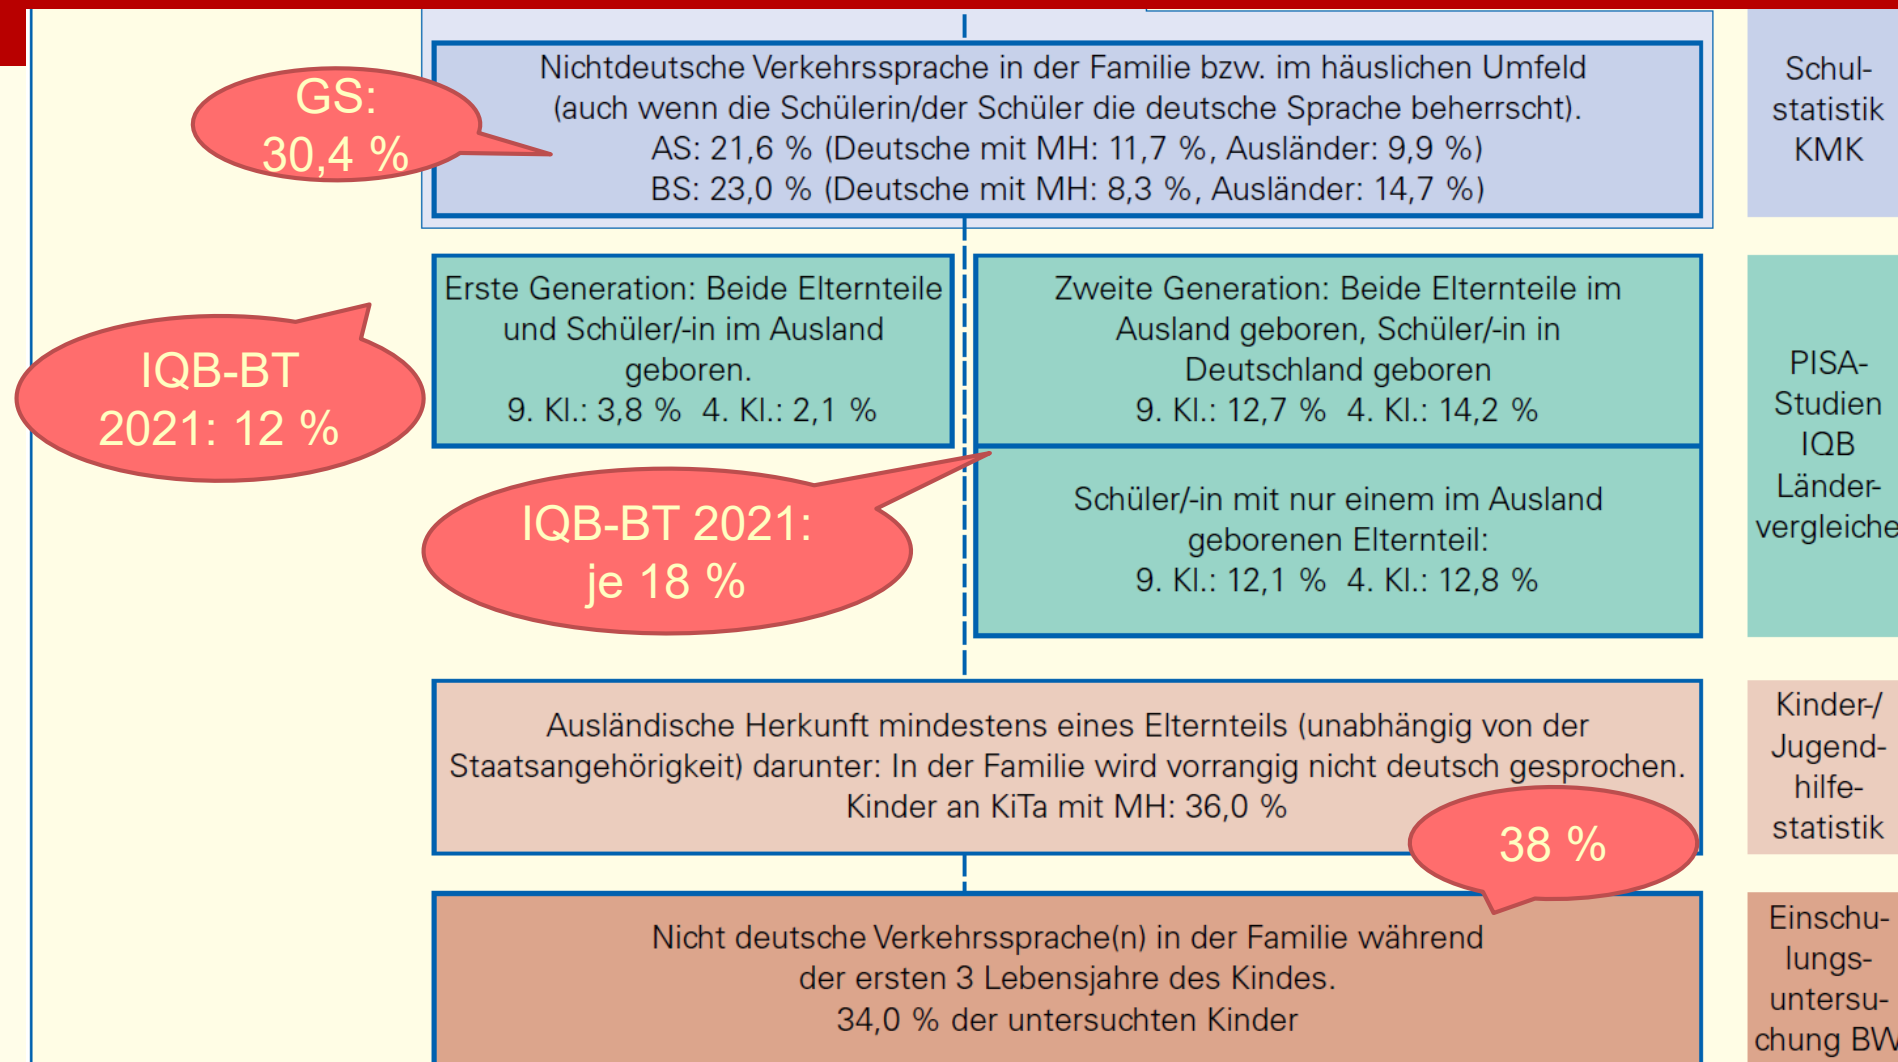 Nichtdeutsche Verkehrssprache in der Familie bzw. im häuslichen Umfeld
(auch wenn die Schülerin/der Schüler die deutsche Sprache beherrscht).
AS: 21,6 % (Deutsche mit MH: 11,7 %, Ausländer: 9,9 %)
BS: 23,0 % (Deutsche mit MH: 8,3 %, Ausländer: 14,7 %)
GS:
30,4 %
Schul-
statistik
KMK
Erste Generation: Beide Elternteile
und Schüler/-in im Ausland
geboren.
9. Kl.: 3,8 % 4. Kl.: 2,1 %
IQB-BT
2021: 12 %
Zweite Generation: Beide Elternteile im
Ausland geboren, Schüler/-in in
Deutschland geboren
9. Kl.: 12,7 % 4. Kl.: 14,2 %
IQB-BT 2021:
je 18 %
Schüler/-in mit nur einem im Ausland
geborenen Elternteil:
9. Kl.: 12,1 % 4. Kl.: 12,8 %
PISA-
Studien
IQB
Länder-
vergleiche
Ausländische Herkunft mindestens eines Elternteils (unabhängig von der
Staatsangehörigkeit) darunter: In der Familie wird vorrangig nicht deutsch gesprochen.
Kinder an KiTa mit MH: 36,0 %
Kinder-/
Jugend-
hilfe-
statistik
38 %
Nicht deutsche Verkehrssprache(n) in der Familie während
der ersten 3 Lebensjahre des Kindes.
34,0 % der untersuchten Kinder
Einschu-
lungs-
untersu-
chung BW